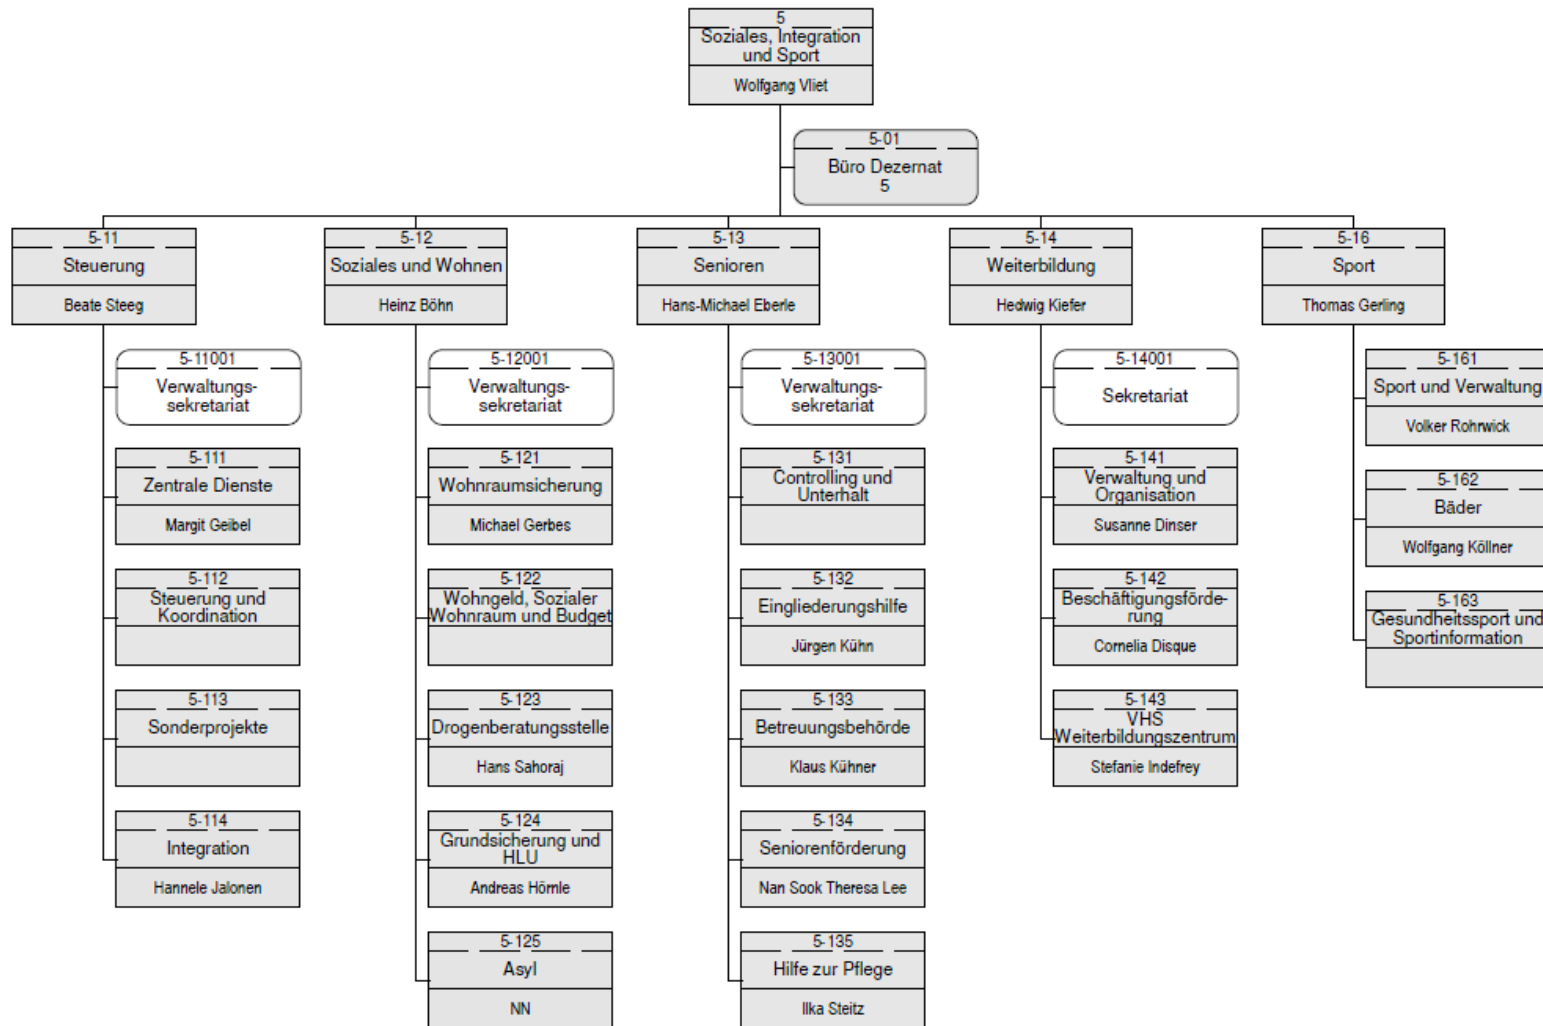 5
Soziales, Integration
und Sport
Wolfgang Vliet
5-01
Büro Dezernat
5
5-11
Steuerung
Beate Steeg
5-11001
Verwaltungs-
sekretariat
5-111
Zentrale Dienste
Margit Geibel
5-112
Steuerung und
Koordination
5-113
Sonderprojekte
5-114
Integration
Hannele Jalonen
5-12
Soziales und Wohnen
Heinz Böhn
5-12001
Verwaltungs-
sekretariat
5-121
Wohnraumsicherung
Michael Gerbes
5-122
Wohngeld, Sozialer
Wohnraum und Budget
5-123
Drogenberatungsstelle
Hans Sahoraj
5-124
Grundsicherung und
HLU
Andreas Hörnle
5-125
Asyl
NN
5-13
Senioren
Hans-Michael Eberle
5-13001
Verwaltungs-
sekretariat
5-131
Controlling und
Unterhalt
5-132
Eingliederungshilfe
Jürgen Kühn
5-133
Betreuungsbehörde
Klaus Kühner
5-134
Seniorenförderung
Nan Sook Theresa Lee
5-135
Hilfe zur Pflege
Ilka Steitz
5-14
Weiterbildung
Hedwig Kiefer
5-14001
Sekretariat
5-141
Verwaltung und
Organisation
Susanne Dinser
5-142
Beschäftigungsförde-
rung
Cornelia Disque
5-143
VHS
Weiterbildungszentrum
Stefanie Indefrey
5-16
Sport
Thomas Gerling
5-161
Sport und Verwaltung
Volker Rohrwick
5-162
Bäder
Wolfgang Köllner
5-163
Gesundheitssport und
Sportinformation